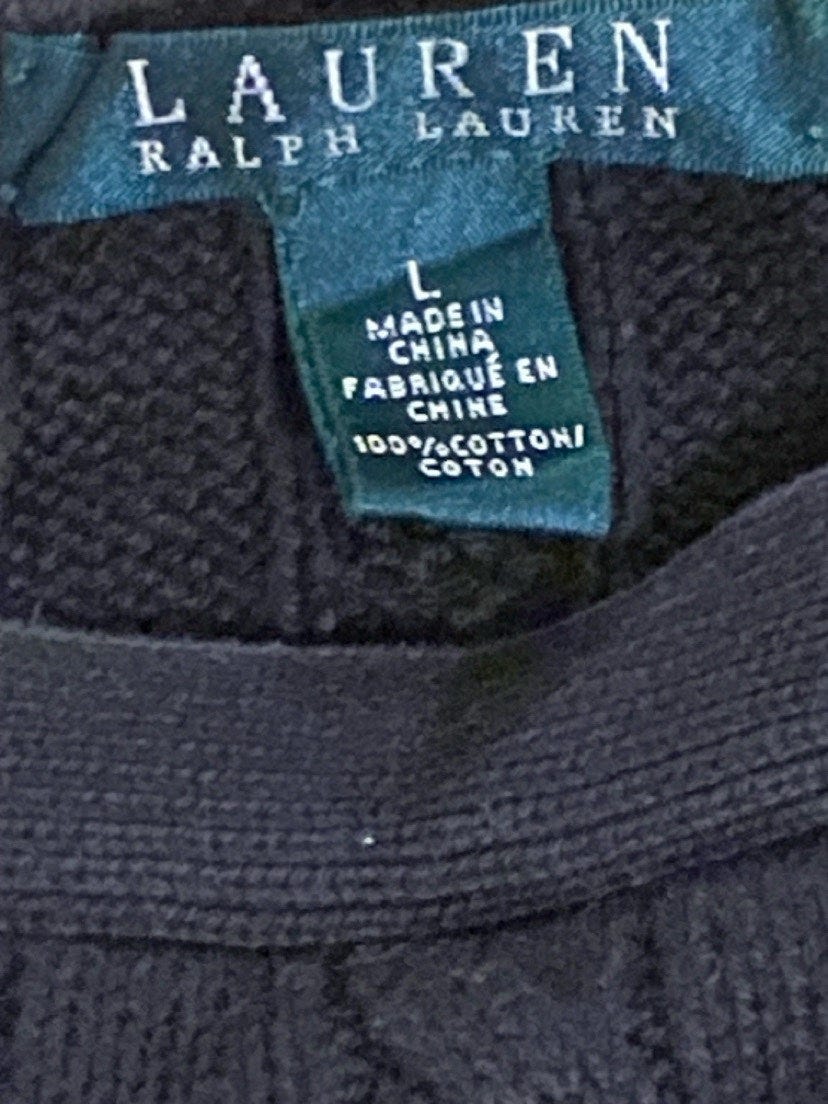 LAUREN
RALPH LAUREN
L
MADE IN
CHINA
FABRIQUÉ EN
CHINE
100%COTTON/
COTON